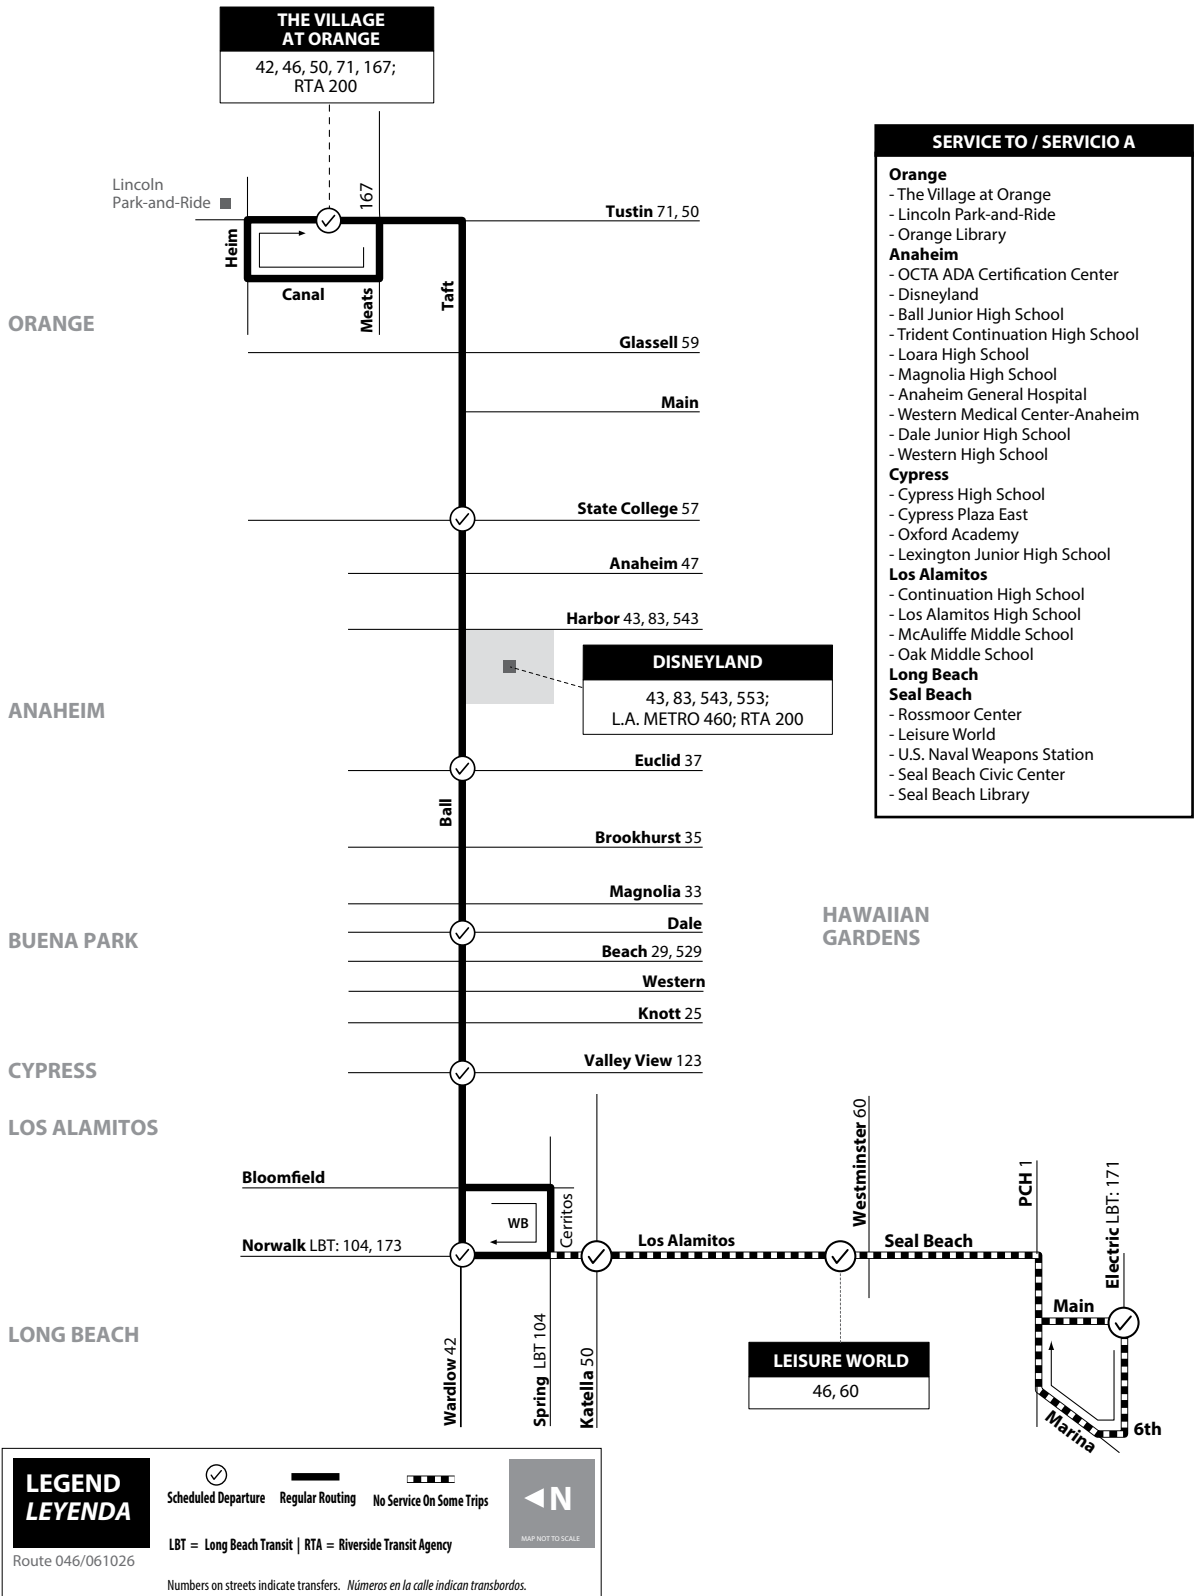 THE VILLAGE
AT ORANGE
42, 46, 50, 71, 167;
RTA 200
Lincoln
Park-and-Ride
167
Tustin 71, 50
Heim
Canal
Meats
Taft
ORANGE
Glassell 59
Main
State College 57
Anaheim 47
Harbor 43, 83, 543
DISNEYLAND
43, 83, 543, 553;
L.A. METRO 460; RTA 200
ANAHEIM
Euclid 37
Ball
Brookhurst 35
Magnolia 33
Dale
BUENA PARK
Beach 29, 529
Western
Knott 25
HAWAIIAN
GARDENS
CYPRESS
Valley View 123
LOS ALAMITOS
Bloomfield
WB
Cerritos
Norwalk LBT: 104, 173
Los Alamitos
Westminster 60
Seal Beach
PCH 1
Electric LBT: 171
Main
LONG BEACH
Wardlow 42
Spring LBT 104
Katella 50
LEISURE WORLD
46, 60
Marina
6th
SERVICE TO / SERVICIO A
Orange
- The Village at Orange
- Lincoln Park-and-Ride
- Orange Library
Anaheim
- OCTA ADA Certification Center
- Disneyland
- Ball Junior High School
- Trident Continuation High School
- Loara High School
- Magnolia High School
- Anaheim General Hospital
- Western Medical Center-Anaheim
- Dale Junior High School
- Western High School
Cypress
- Cypress High School
- Cypress Plaza East
- Oxford Academy
- Lexington Junior High School
Los Alamitos
- Continuation High School
- Los Alamitos High School
- McAuliffe Middle School
- Oak Middle School
Long Beach
Seal Beach
- Rossmoor Center
- Leisure World
- U.S. Naval Weapons Station
- Seal Beach Civic Center
- Seal Beach Library
LEGEND
LEYENDA
Route 046/061026
Scheduled Departure
Regular Routing
No Service On Some Trips
N
MAP NOT TO SCALE
LBT = Long Beach Transit | RTA = Riverside Transit Agency
Numbers on streets indicate transfers. Números en la calle indican transbordos.